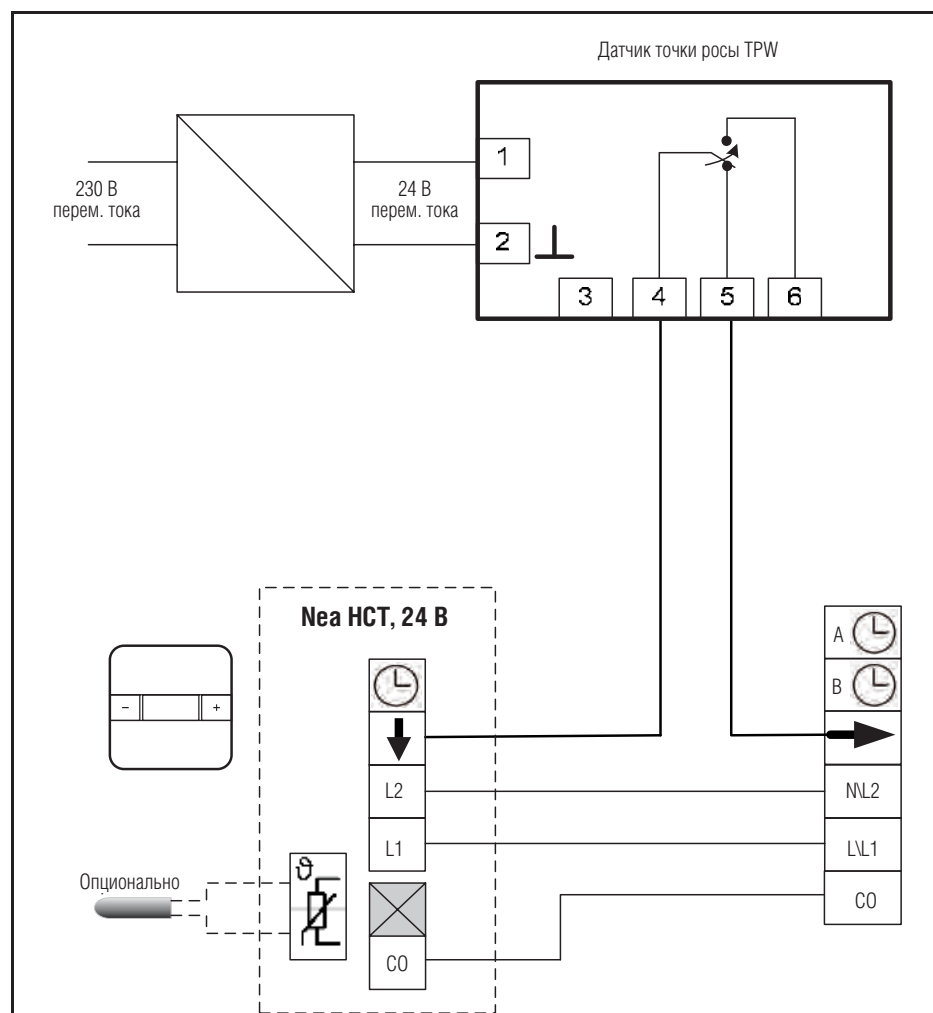 Датчик точки росы TPW
1
230 В
перем. тока
24 В
перем. тока
2
3 4 5 6
Nea HCT, 24 В
A
B
− +
L2
N\L2
L1
L\L1
ϑ
Опционально
CO
CO